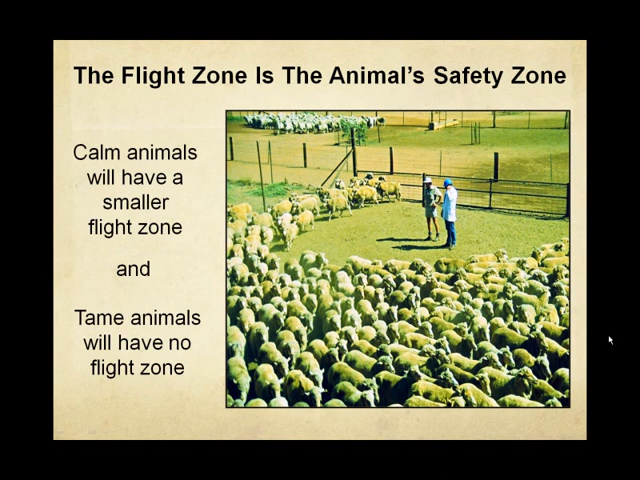 The Flight Zone Is The Animal's Safety Zone
Calm animals
will have a
smaller
flight zone
and
Tame animals
will have no
flight zone